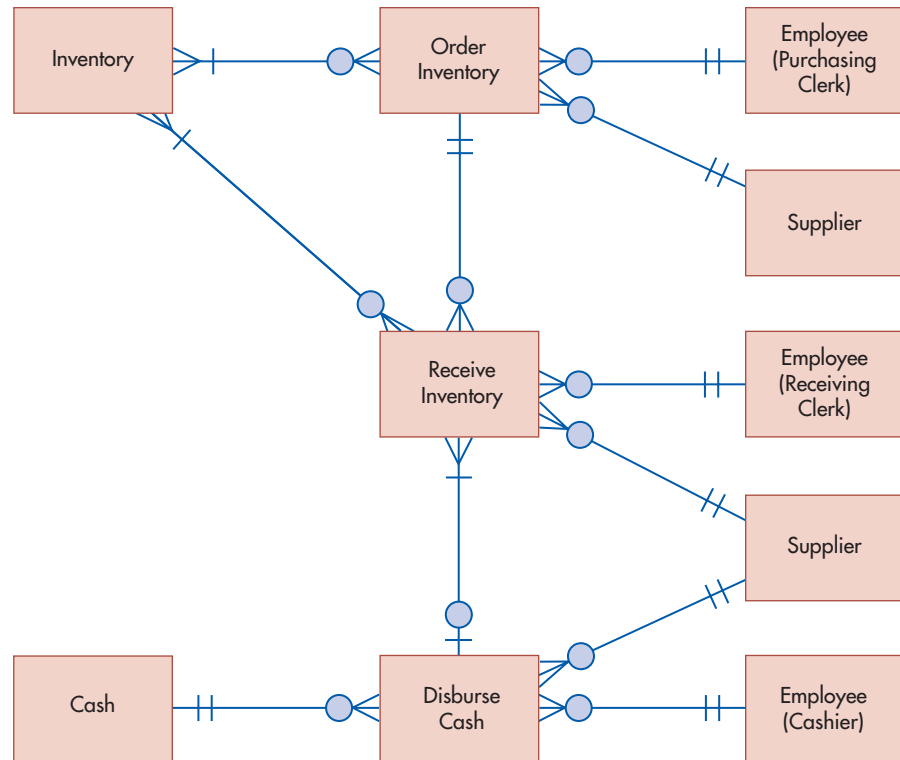 Inventory
Order
Inventory
Employee
(Purchasing
Clerk)
Supplier
Receive
Inventory
Employee
(Receiving
Clerk)
Supplier
Cash
Disburse
Cash
Employee
(Cashier)